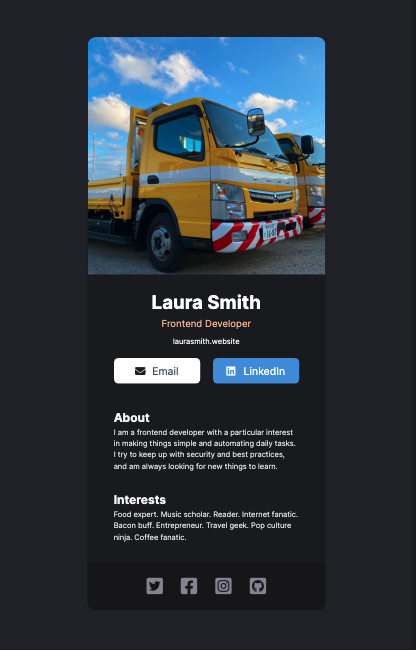 Laura Smith
Frontend Developer
laurasmith.website
Email
LinkedIn
About
I am a frontend developer with a particular interest
in making things simple and automating daily tasks.
I try to keep up with security and best practices,
and am always looking for new things to learn.
Interests
Food expert. Music scholar. Reader. Internet fanatic.
Bacon buff. Entrepreneur. Travel geek. Pop culture
ninja. Coffee fanatic.